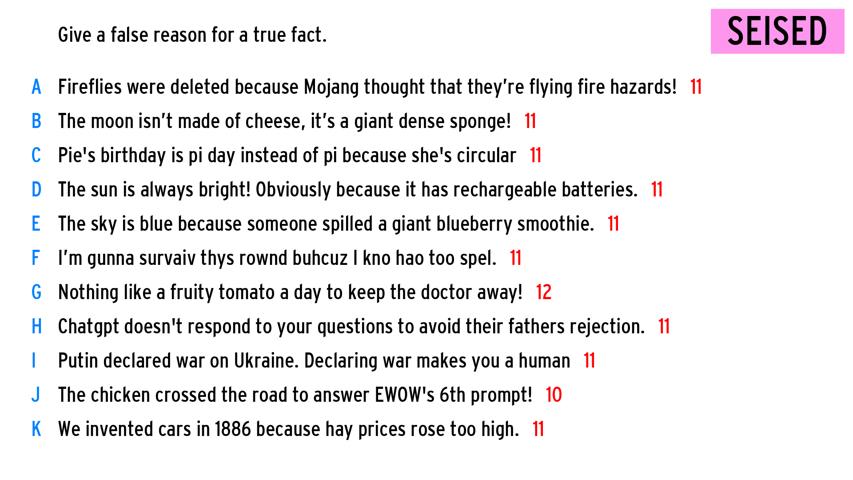 Give a false reason for a true fact.
SEISED
A Fireflies were deleted because Mojang thought that they’re flying fire hazards! 11
B The moon isn’t made of cheese, it’s a giant dense sponge! 11
C Pie's birthday is pi day instead of pi because she's circular 11
D The sun is always bright! Obviously because it has rechargeable batteries. 11
E The sky is blue because someone spilled a giant blueberry smoothie. 11
F I’m gunna survaiv thys rownd buhcuz I kno hao too spel. 11
G Nothing like a fruity tomato a day to keep the doctor away! 12
H Chatgpt doesn't respond to your questions to avoid their fathers rejection. 11
I Putin declared war on Ukraine. Declaring war makes you a human 11
J The chicken crossed the road to answer EWOW's 6th prompt! 10
K We invented cars in 1886 because hay prices rose too high. 11